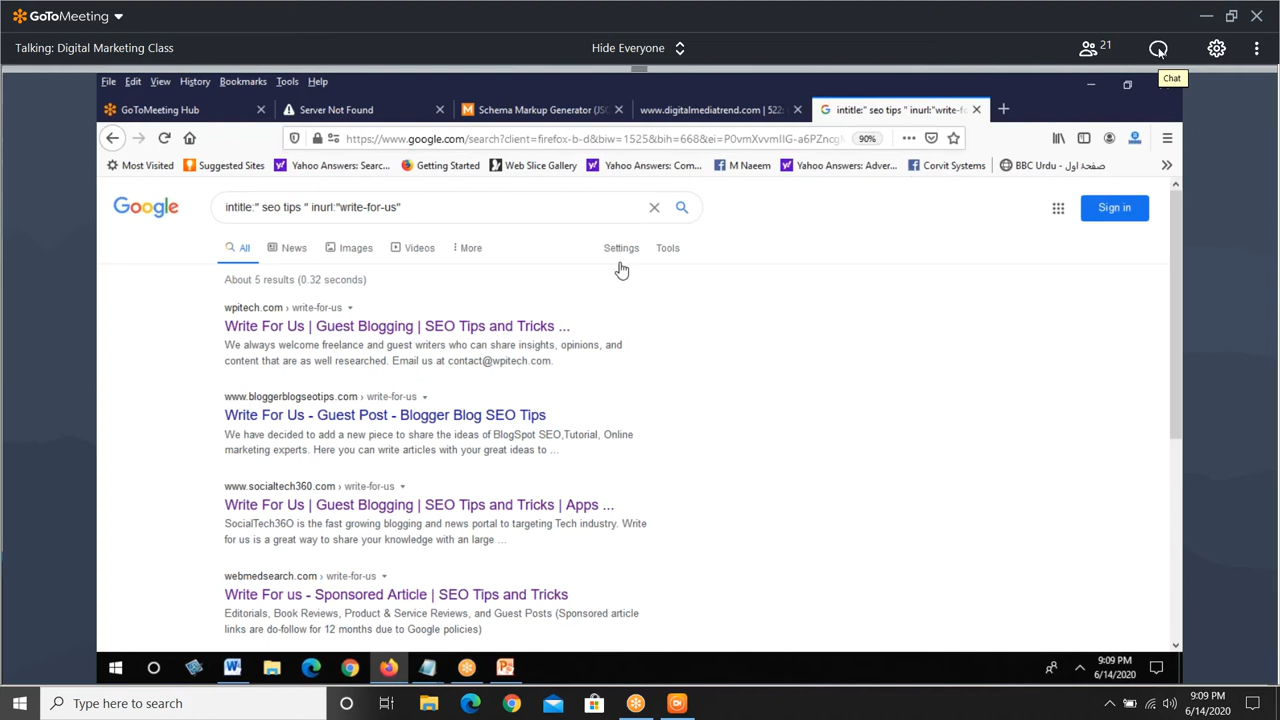 GoToMeeting
Talking: Digital Marketing Class
Hide Everyone
21
Chat
File Edit View History Bookmarks Tools Help
GoToMeeting Hub
Server Not Found
Schema Markup Generator (JSO
www.digitalmediatrend.com | 522:
intitle:" seo tips " inurl:"write-fo
https://www.google.com/search?client=firefox-b-d&biw=1525&bih=668&ei=P0vmXvvmIIG-a6PZncg
90%
Most Visited
Suggested Sites
Yahoo Answers: Searc...
Getting Started
Web Slice Gallery
Yahoo Answers: Com...
M Naeem
Yahoo Answers: Adver...
Corvit Systems
صفحۂ اول - BBC Urdu
Google
intitle:" seo tips " inurl:"write-for-us"
Sign in
All
News
Images
Videos
More
Settings
Tools
About 5 results (0.32 seconds)
wpitech.com › write-for-us
Write For Us | Guest Blogging | SEO Tips and Tricks ...
We always welcome freelance and guest writers who can share insights, opinions, and
content that are as well researched. Email us at contact@wpitech.com.
www.bloggerblogseotips.com › write-for-us
Write For Us - Guest Post - Blogger Blog SEO Tips
We have decided to add a new piece to share the ideas of BlogSpot SEO,Tutorial, Online
marketing experts. Here you can write articles with your great ideas to ...
www.socialtech360.com › write-for-us
Write For Us | Guest Blogging | SEO Tips and Tricks | Apps ...
SocialTech36O is the fast growing blogging and news portal to targeting Tech industry. Write
for us is a great way to share your knowledge with an large ...
webmedsearch.com › write-for-us
Write For us - Sponsored Article | SEO Tips and Tricks
Editorials, Book Reviews, Product & Service Reviews, and Guest Posts (Sponsored article
links are do-follow for 12 months due to Google policies)
9:09 PM
6/14/2020
Type here to search
9:09 PM
6/14/2020